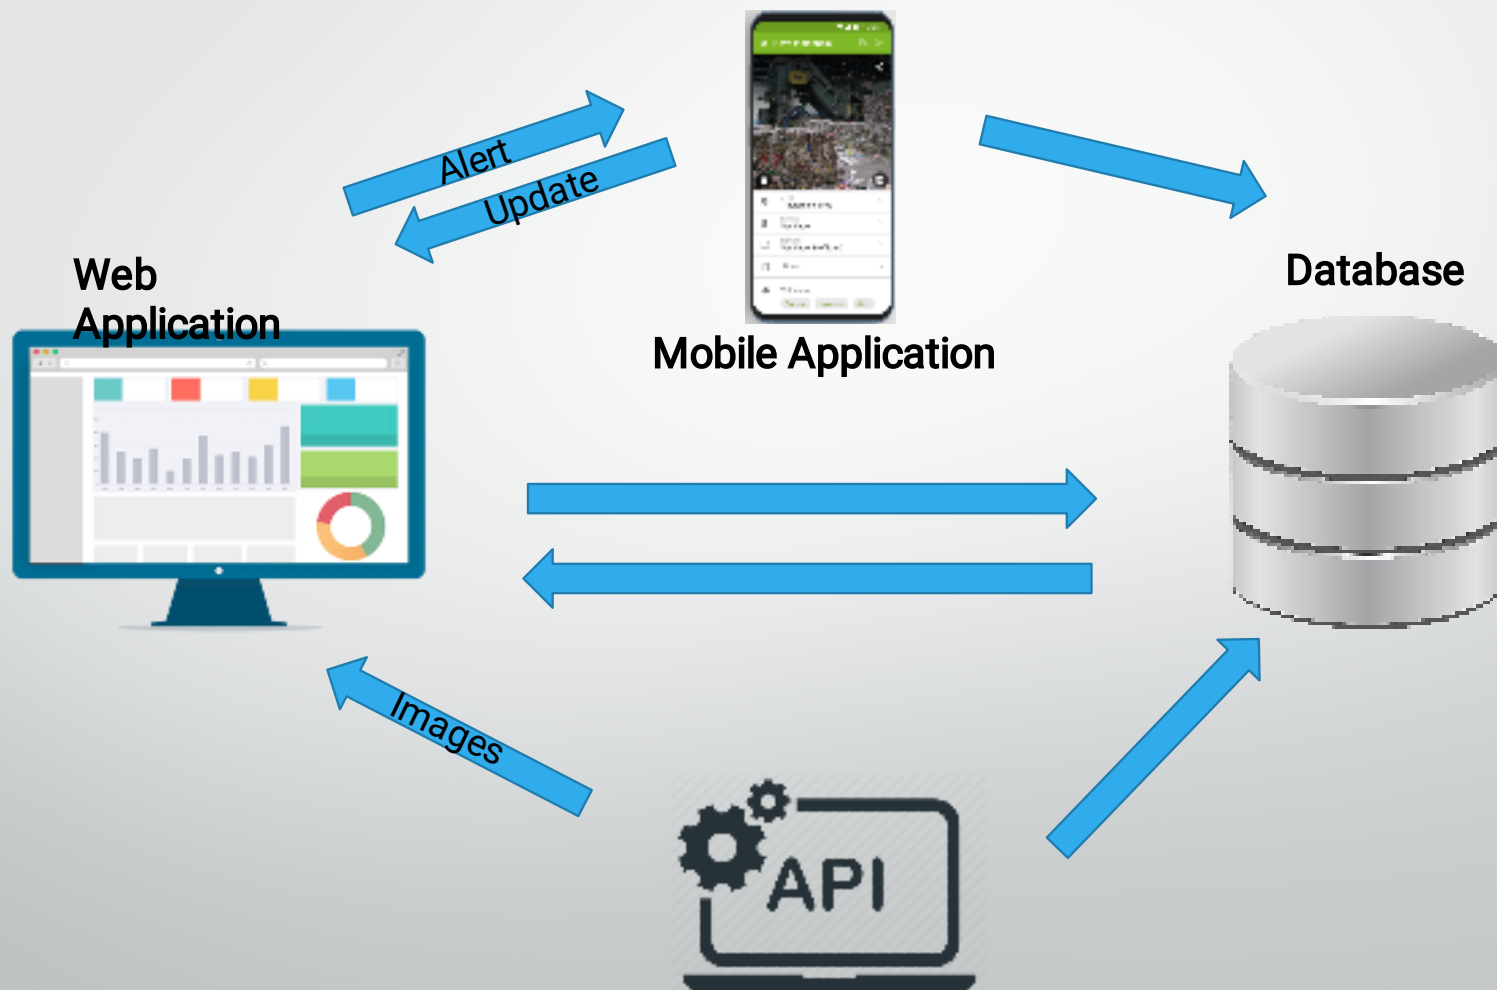 Alert
Update
Web
Application
Database
Mobile Application
Images
API